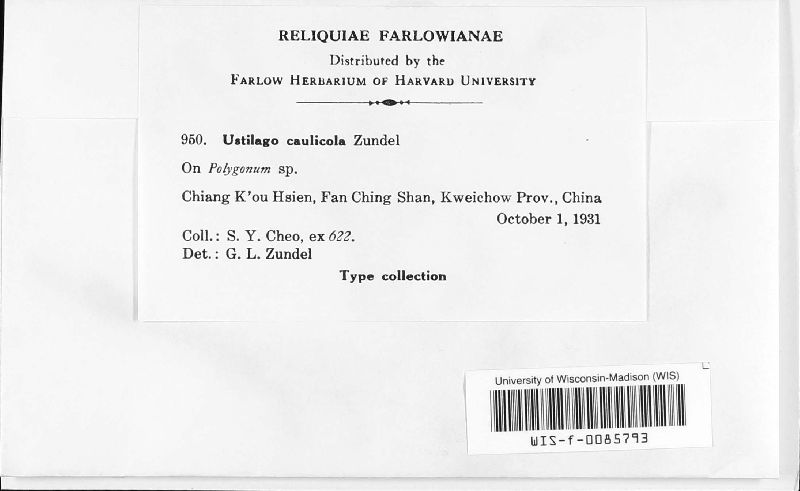 RELIQUIAE FARLOWIANAE
Distributed by the
FARLOW HERBARIUM OF HARVARD UNIVERSITY
950. Ustilago caulicola Zundel
On Polygonum sp.
Chiang K'ou Hsien, Fan Ching Shan, Kweichow Prov., China
October 1, 1931
Coll.: S. Y. Cheo, ex 622.
Det.: G. L. Zundel
Type collection
University of Wisconsin-Madison (WIS)
WIS-f-0085793